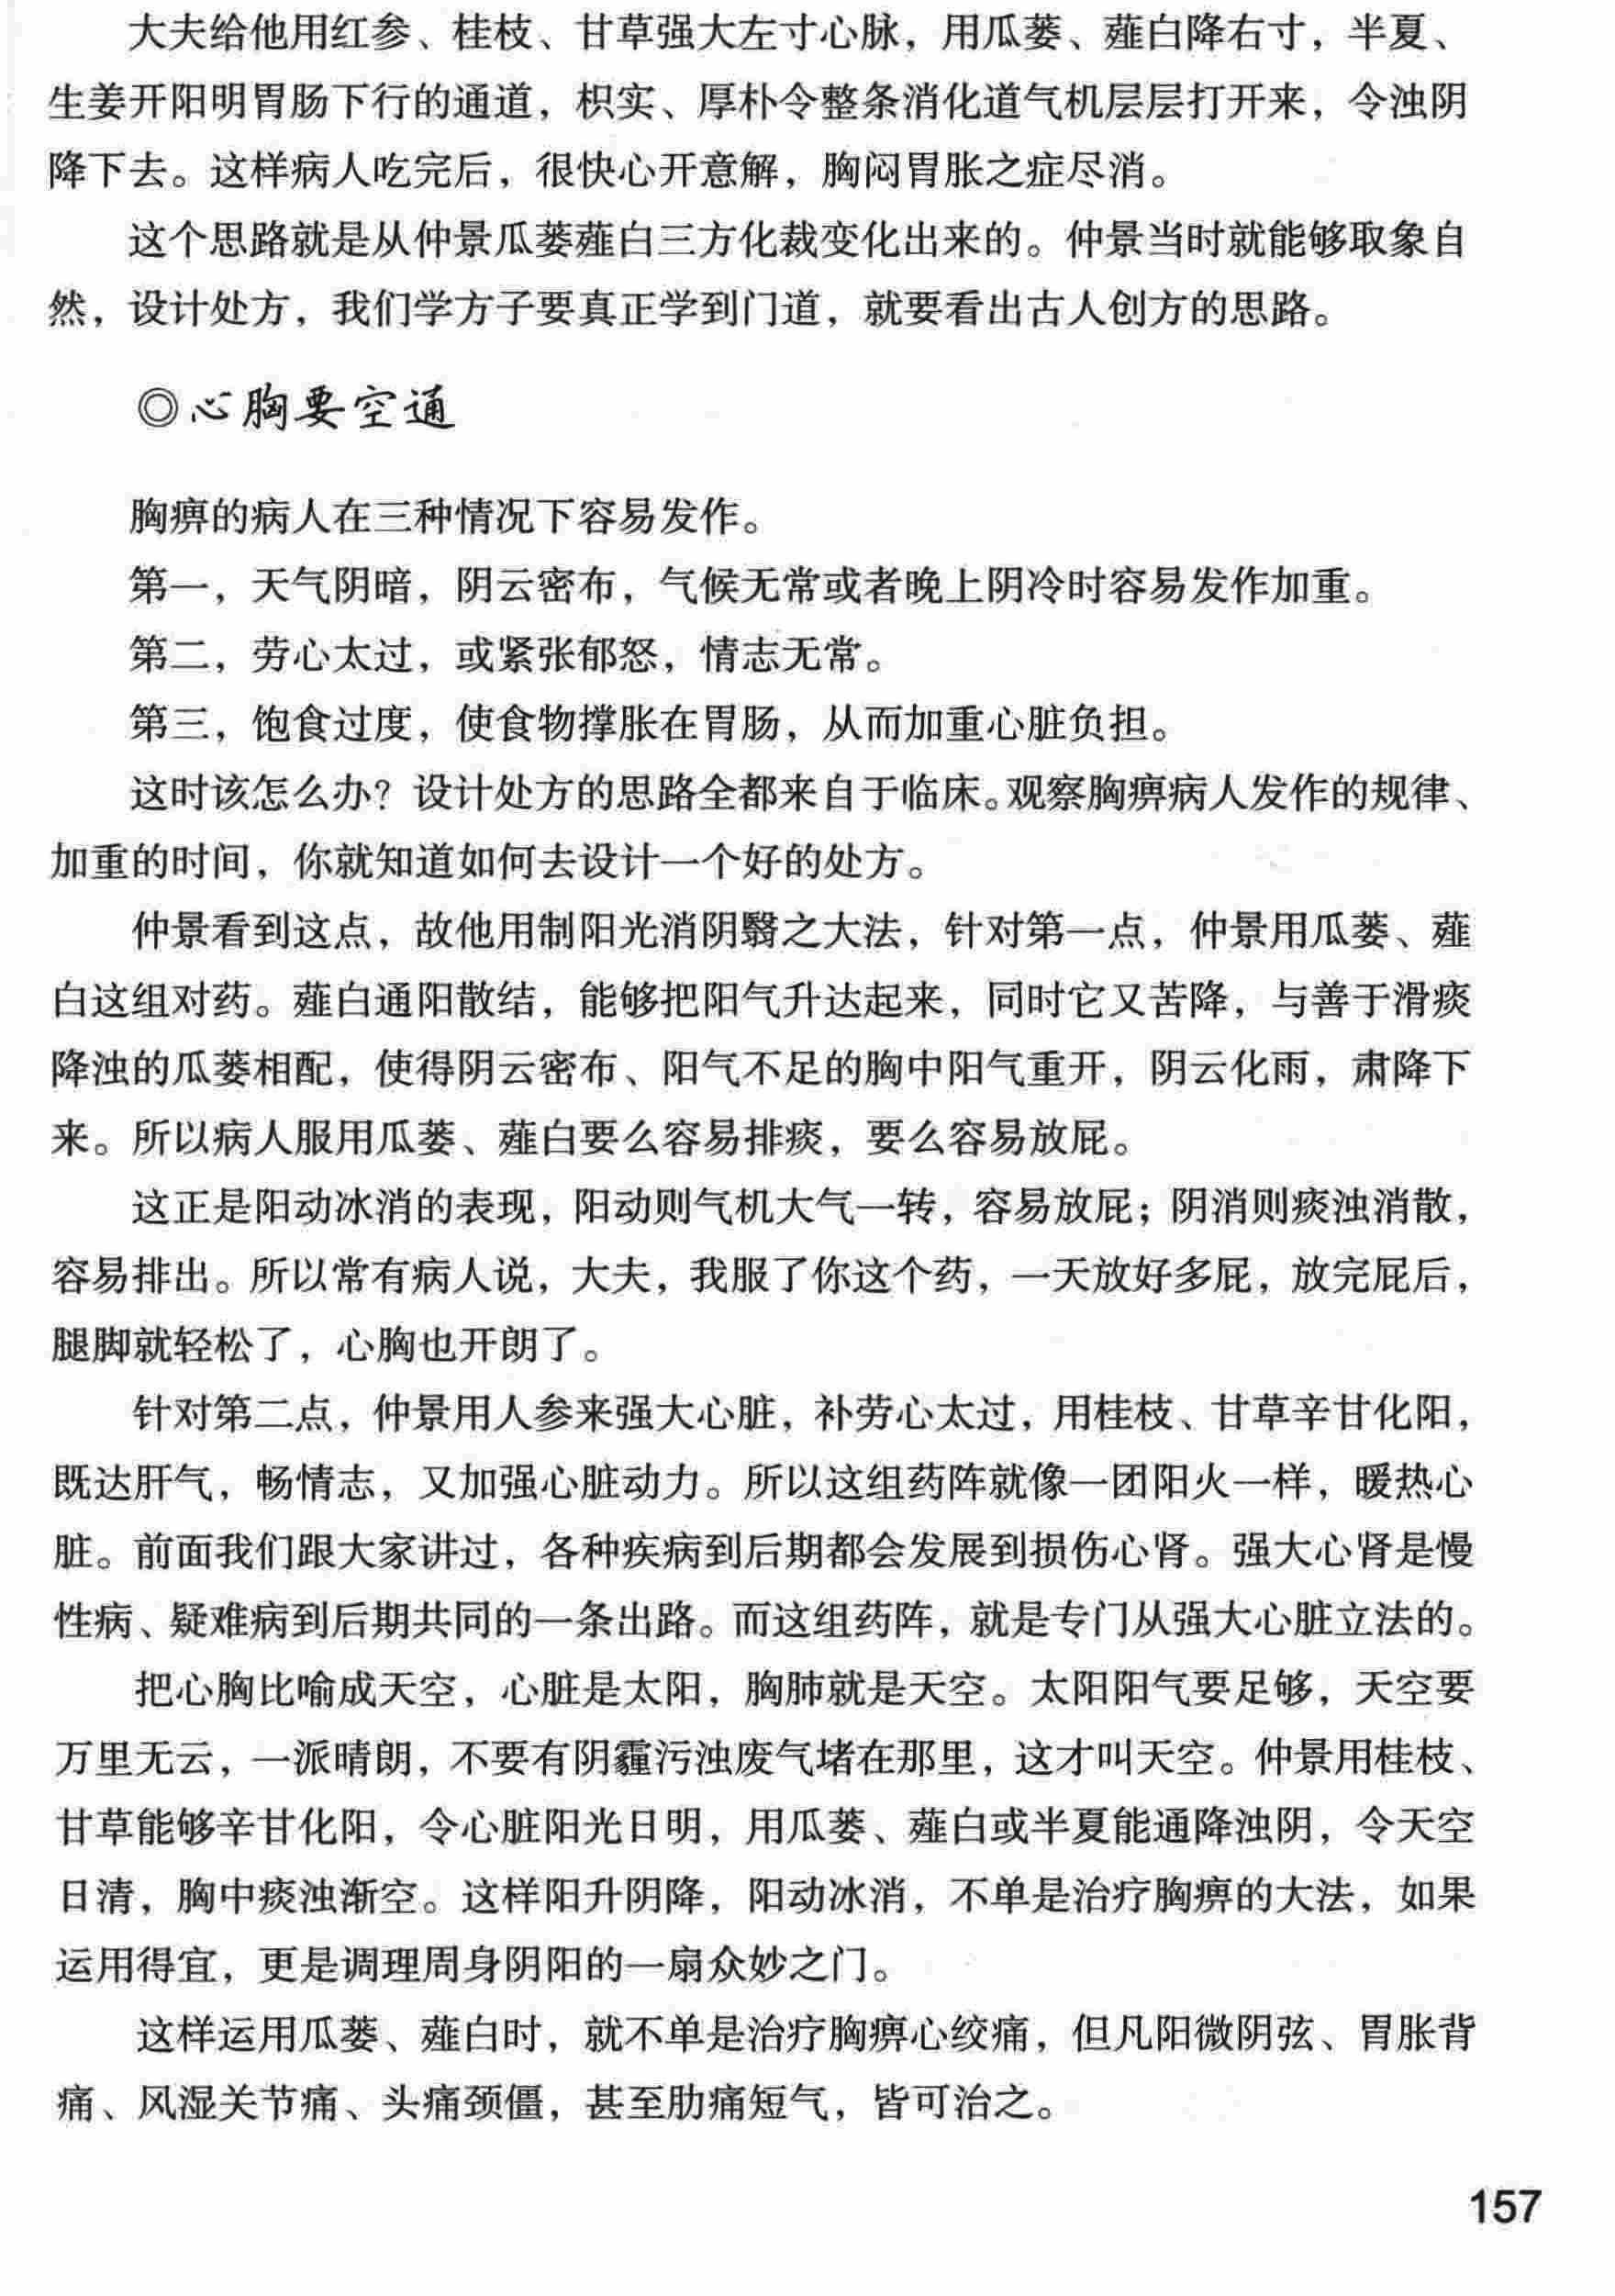 大夫给他用红参、桂枝、甘草强大左寸心脉，用瓜蒌、薤白降右寸，半夏、
生姜开阳明胃肠下行的通道，枳实、厚朴令整条消化道气机层层打开来，令浊阴
降下去。这样病人吃完后，很快心开意解，胸闷胃胀之症尽消。
这个思路就是从仲景瓜蒌薤白三方化裁变化出来的。仲景当时就能够取象自
然，设计处方，我们学方子要真正学到门道，就要看出古人创方的思路。
◎心胸要空通
胸痹的病人在三种情况下容易发作。
第一，天气阴暗，阴云密布，气候无常或者晚上阴冷时容易发作加重。
第二，劳心太过，或紧张郁怒，情志无常。
第三，饱食过度，使食物撑胀在胃肠，从而加重心脏负担。
这时该怎么办？设计处方的思路全都来自于临床。观察胸痹病人发作的规律、
加重的时间，你就知道如何去设计一个好的处方。
仲景看到这点，故他用制阳光消阴翳之大法，针对第一点，仲景用瓜蒌、薤
白这组对药。薤白通阳散结，能够把阳气升达起来，同时它又苦降，与善于滑痰
降浊的瓜蒌相配，使得阴云密布、阳气不足的胸中阳气重开，阴云化雨，肃降下
来。所以病人服用瓜蒌、薤白要么容易排痰，要么容易放屁。
这正是阳动冰消的表现，阳动则气机大气一转，容易放屁；阴消则痰浊消散，
容易排出。所以常有病人说，大夫，我服了你这个药，一天放好多屁，放完屁后，
腿脚就轻松了，心胸也开朗了。
针对第二点，仲景用人参来强大心脏，补劳心太过，用桂枝、甘草辛甘化阳，
既达肝气，畅情志，又加强心脏动力。所以这组药阵就像一团阳火一样，暖热心
脏。前面我们跟大家讲过，各种疾病到后期都会发展到损伤心肾。强大心肾是慢
性病、疑难病到后期共同的一条出路。而这组药阵，就是专门从强大心脏立法的。
把心胸比喻成天空，心脏是太阳，胸肺就是天空。太阳阳气要足够，天空要
万里无云，一派晴朗，不要有阴霾污浊废气堵在那里，这才叫天空。仲景用桂枝、
甘草能够辛甘化阳，令心脏阳光日明，用瓜蒌、薤白或半夏能通降浊阴，令天空
日清，胸中痰浊渐空。这样阳升阴降，阳动冰消，不单是治疗胸痹的大法，如果
运用得宜，更是调理周身阴阳的一扇众妙之门。
这样运用瓜蒌、薤白时，就不单是治疗胸痹心绞痛，但凡阳微阴弦、胃胀背
痛、风湿关节痛、头痛颈僵，甚至肋痛短气，皆可治之。
157